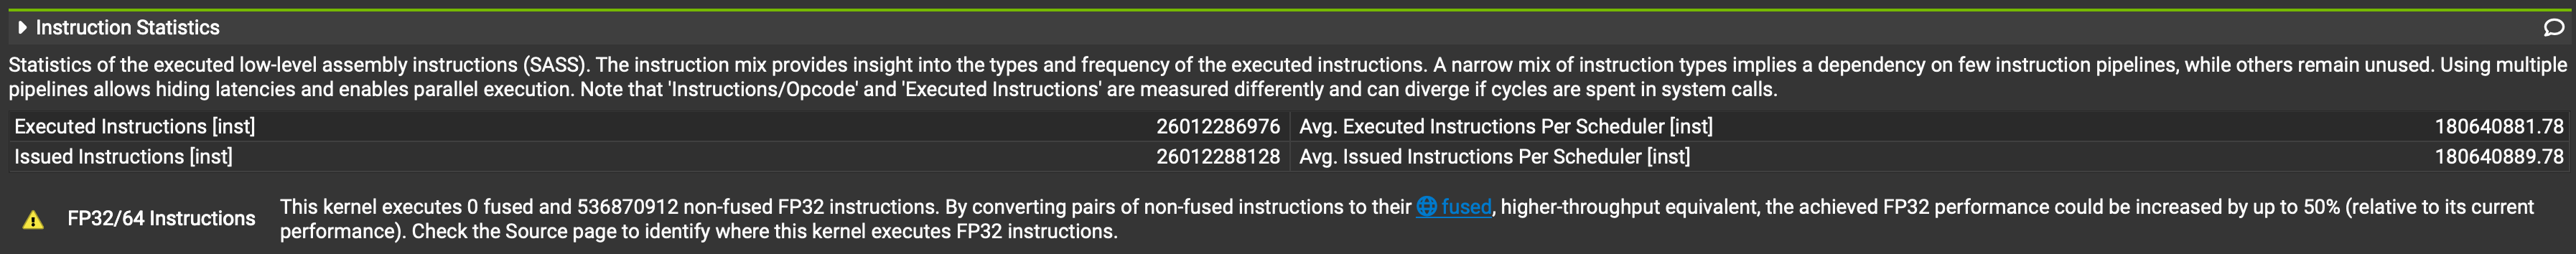 Instruction Statistics
Statistics of the executed low-level assembly instructions (SASS). The instruction mix provides insight into the types and frequency of the executed instructions. A narrow mix of instruction types implies a dependency on few instruction pipelines, while others remain unused. Using multiple
pipelines allows hiding latencies and enables parallel execution. Note that 'Instructions/Opcode' and 'Executed Instructions' are measured differently and can diverge if cycles are spent in system calls.
Executed Instructions [inst] 26012286976 Avg. Executed Instructions Per Scheduler [inst] 180640881.78
Issued Instructions [inst] 26012288128 Avg. Issued Instructions Per Scheduler [inst] 180640889.78
FP32/64 Instructions
This kernel executes 0 fused and 536870912 non-fused FP32 instructions. By converting pairs of non-fused instructions to their fused, higher-throughput equivalent, the achieved FP32 performance could be increased by up to 50% (relative to its current
performance). Check the Source page to identify where this kernel executes FP32 instructions.